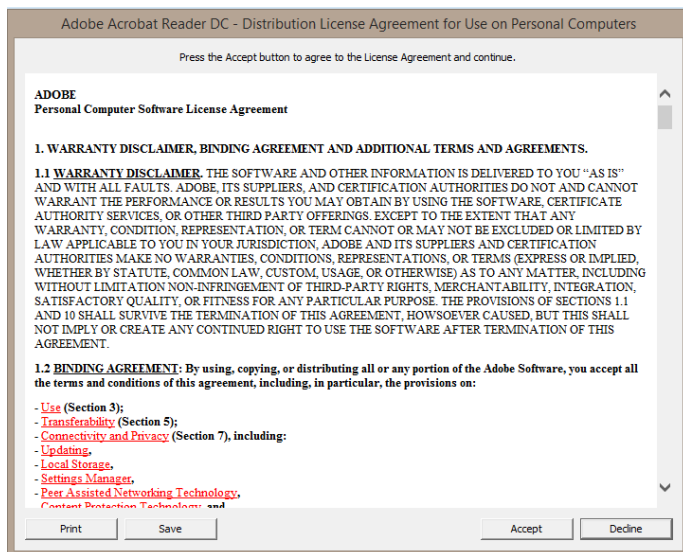 Adobe Acrobat Reader DC - Distribution License Agreement for Use on Personal Computers
Press the Accept button to agree to the License Agreement and continue.
ADOBE
Personal Computer Software License Agreement
1. WARRANTY DISCLAIMER, BINDING AGREEMENT AND ADDITIONAL TERMS AND AGREEMENTS.
1.1 WARRANTY DISCLAIMER. THE SOFTWARE AND OTHER INFORMATION IS DELIVERED TO YOU “AS IS”
AND WITH ALL FAULTS. ADOBE, ITS SUPPLIERS, AND CERTIFICATION AUTHORITIES DO NOT AND CANNOT
WARRANT THE PERFORMANCE OR RESULTS YOU MAY OBTAIN BY USING THE SOFTWARE, CERTIFICATE
AUTHORITY SERVICES, OR OTHER THIRD PARTY OFFERINGS. EXCEPT TO THE EXTENT THAT ANY
WARRANTY, CONDITION, REPRESENTATION, OR TERM CANNOT OR MAY NOT BE EXCLUDED OR LIMITED BY
LAW APPLICABLE TO YOU IN YOUR JURISDICTION, ADOBE AND ITS SUPPLIERS AND CERTIFICATION
AUTHORITIES MAKE NO WARRANTIES, CONDITIONS, REPRESENTATIONS, OR TERMS (EXPRESS OR IMPLIED,
WHETHER BY STATUTE, COMMON LAW, CUSTOM, USAGE, OR OTHERWISE) AS TO ANY MATTER, INCLUDING
WITHOUT LIMITATION NON-INFRINGEMENT OF THIRD-PARTY RIGHTS, MERCHANTABILITY, INTEGRATION,
SATISFACTORY QUALITY, OR FITNESS FOR ANY PARTICULAR PURPOSE. THE PROVISIONS OF SECTIONS 1.1
AND 10 SHALL SURVIVE THE TERMINATION OF THIS AGREEMENT, HOWSOEVER CAUSED, BUT THIS SHALL
NOT IMPLY OR CREATE ANY CONTINUED RIGHT TO USE THE SOFTWARE AFTER TERMINATION OF THIS
AGREEMENT.
1.2 BINDING AGREEMENT: By using, copying, or distributing all or any portion of the Adobe Software, you accept all
the terms and conditions of this agreement, including, in particular, the provisions on:
- Use (Section 3);
- Transferability (Section 5);
- Connectivity and Privacy (Section 7), including:
- Updating,
- Local Storage,
- Settings Manager,
- Peer Assisted Networking Technology,
- Content Protection Technology, and
Print Save Accept Decline